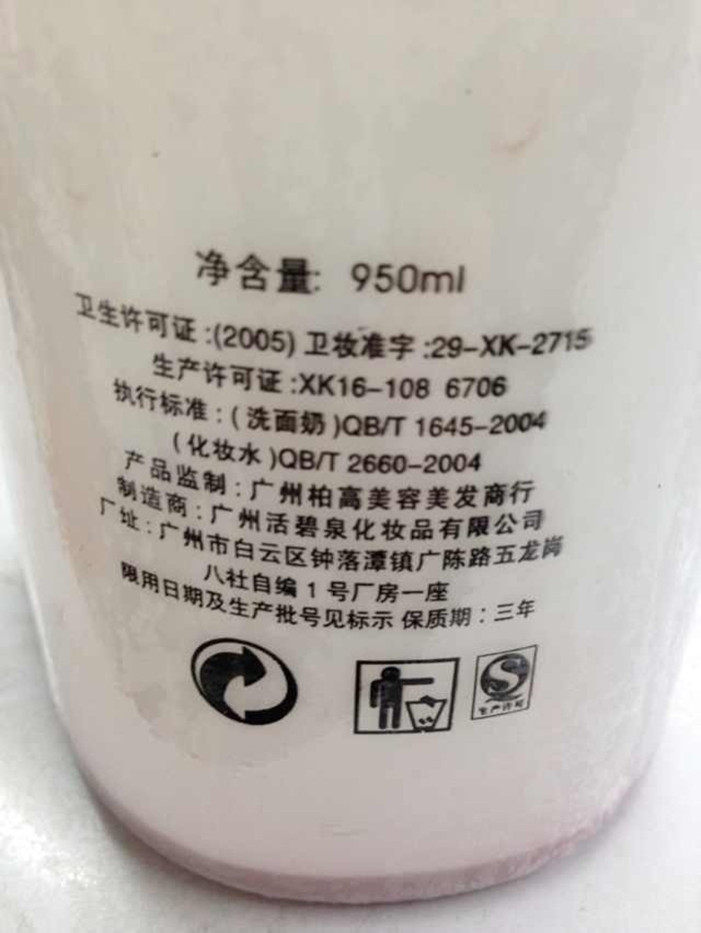 净含量: 950ml
卫生许可证:(2005)卫妆准字:29-XK-2715
生产许可证:XK16-108 6706
执行标准:(洗面奶)QB/T 1645-2004
(化妆水)QB/T 2660-2004
产品监制:广州柏高美容美发商行
制造商:广州活碧泉化妆品有限公司
厂址:广州市白云区钟落潭镇广陈路五龙岗
八社自编1号厂房一座
限用日期及生产批号见标示 保质期:三年
生产许可